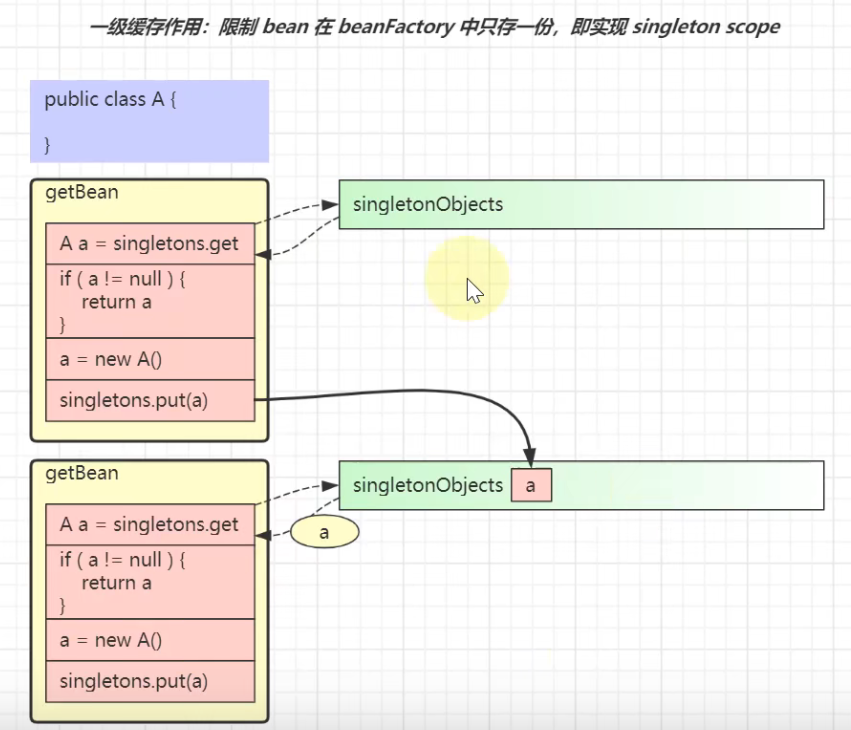 一级缓存作用：限制 bean 在 beanFactory 中只存一份，即实现 singleton scope
public class A {
}
getBean
A a = singletons.get
if ( a != null ) {
return a
}
a = new A()
singletons.put(a)
singletonObjects
getBean
A a = singletons.get
if ( a != null ) {
return a
}
a = new A()
singletons.put(a)
singletonObjects
a
a